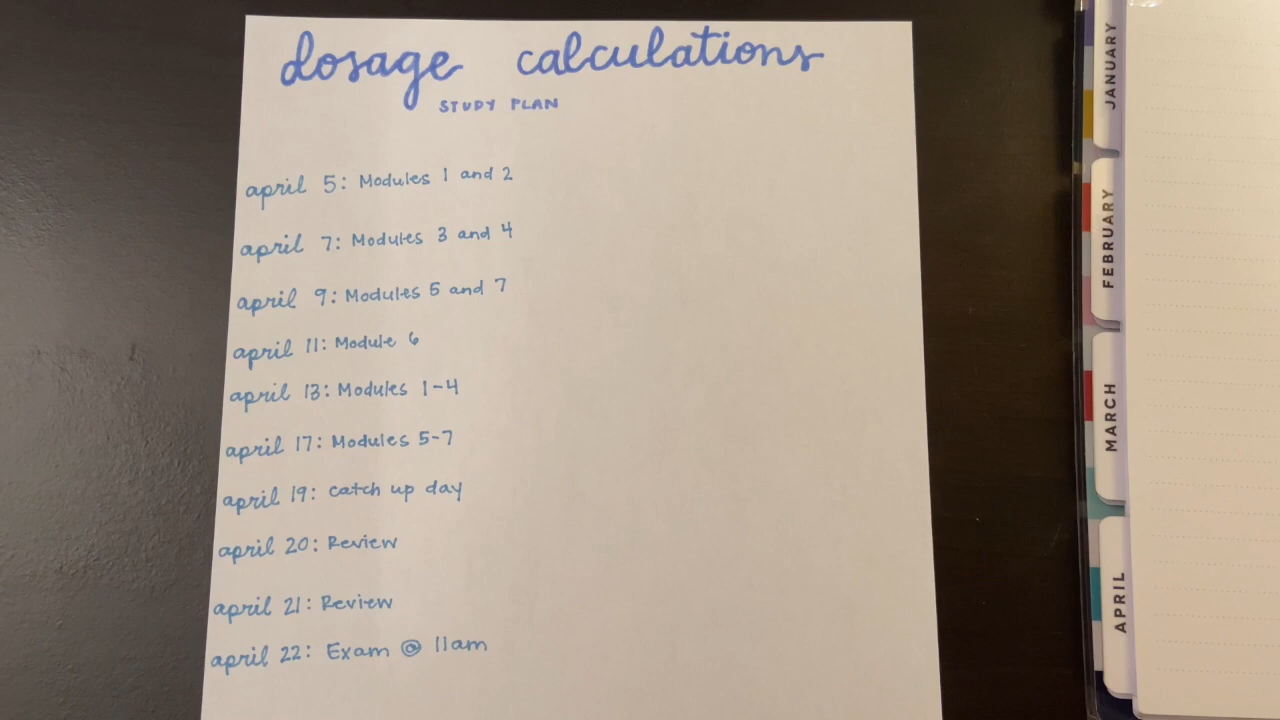 dosage calculations
STUDY PLAN
april 5: Modules 1 and 2
april 7: Modules 3 and 4
april 9: Modules 5 and 7
april 11: Module 6
april 13: Modules 1-4
april 17: Modules 5-7
april 19: catch up day
april 20: Review
april 21: Review
april 22: Exam @ 11am
JANUARY
FEBRUARY
MARCH
APRIL